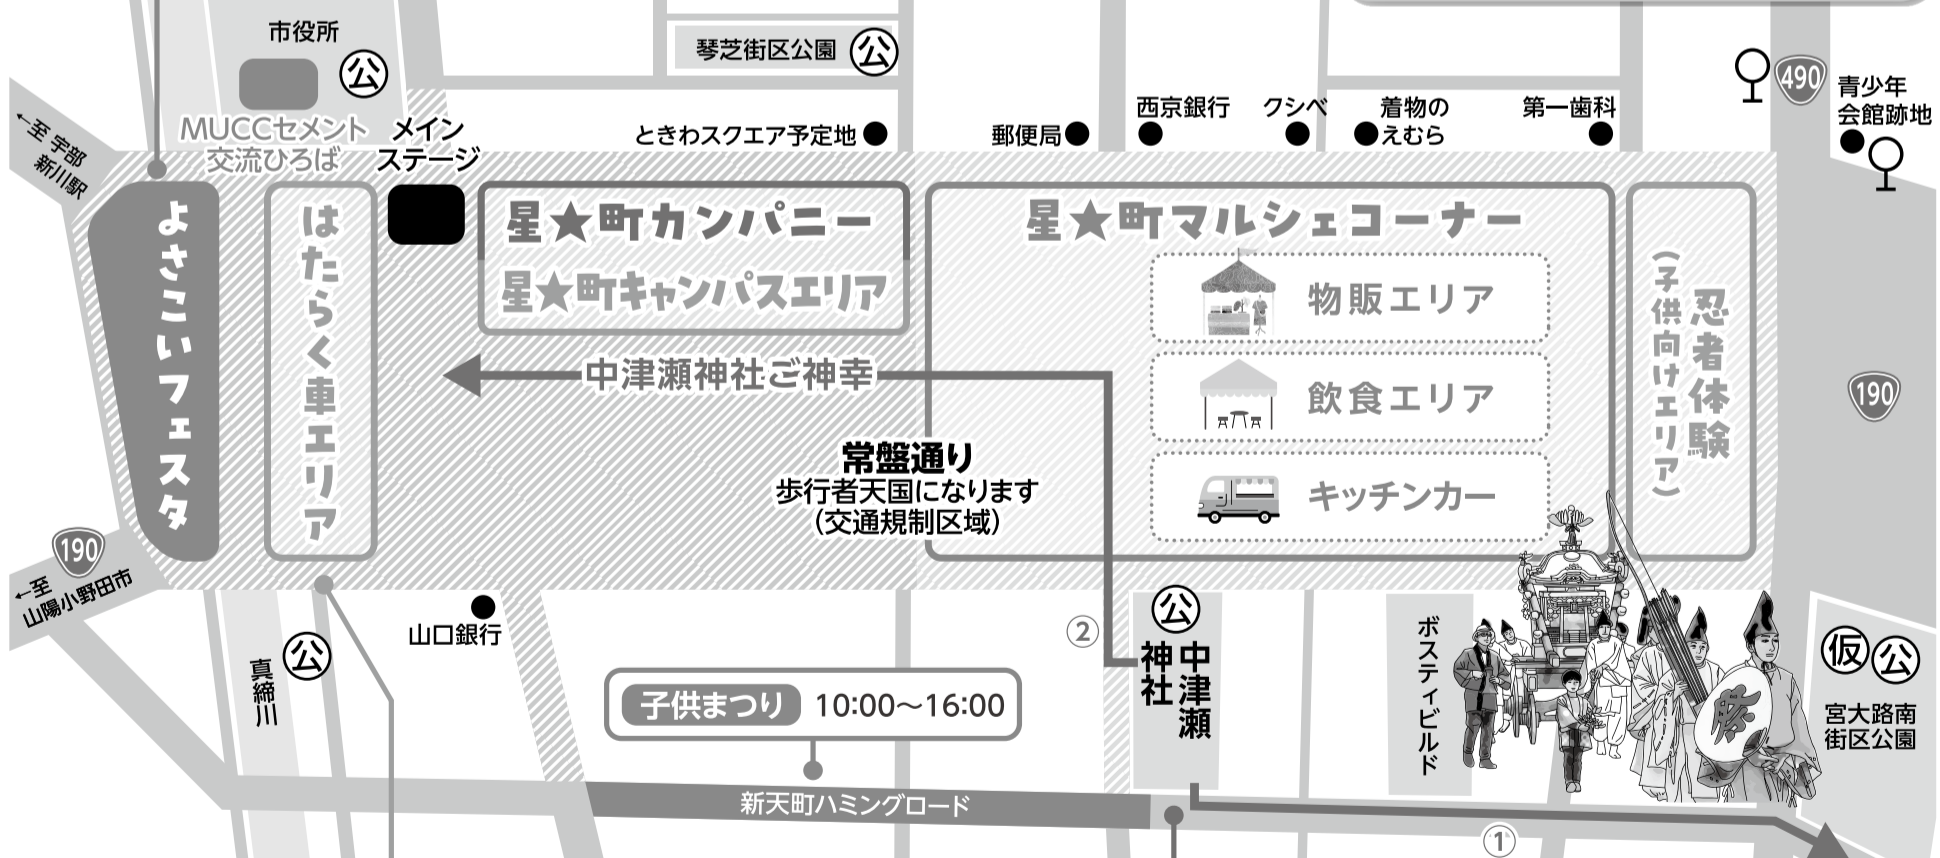 市役所
公
MUCCセメント
交流ひろば
メイン
ステージ
琴芝街区公園
公
ときわスクエア予定地
郵便局
西京銀行
クシベ
着物の
えむら
第一歯科
490
青少年
会館跡地
←至 宇部
新川駅
よさこいフェスタ
はたらく車エリア
星★町カンパニー
星★町キャンパスエリア
中津瀬神社ご神幸
星★町マルシェコーナー
物販エリア
飲食エリア
キッチンカー
忍者体験
(子供向けエリア)
190
常盤通り
歩行者天国になります
(交通規制区域)
190
←至
山陽小野田市
真締川
公
山口銀行
子供まつり 10:00～16:00
新天町ハミングロード
②
公
中津瀬
神社
ボスティビルド
仮
公
宮大路南
街区公園
①